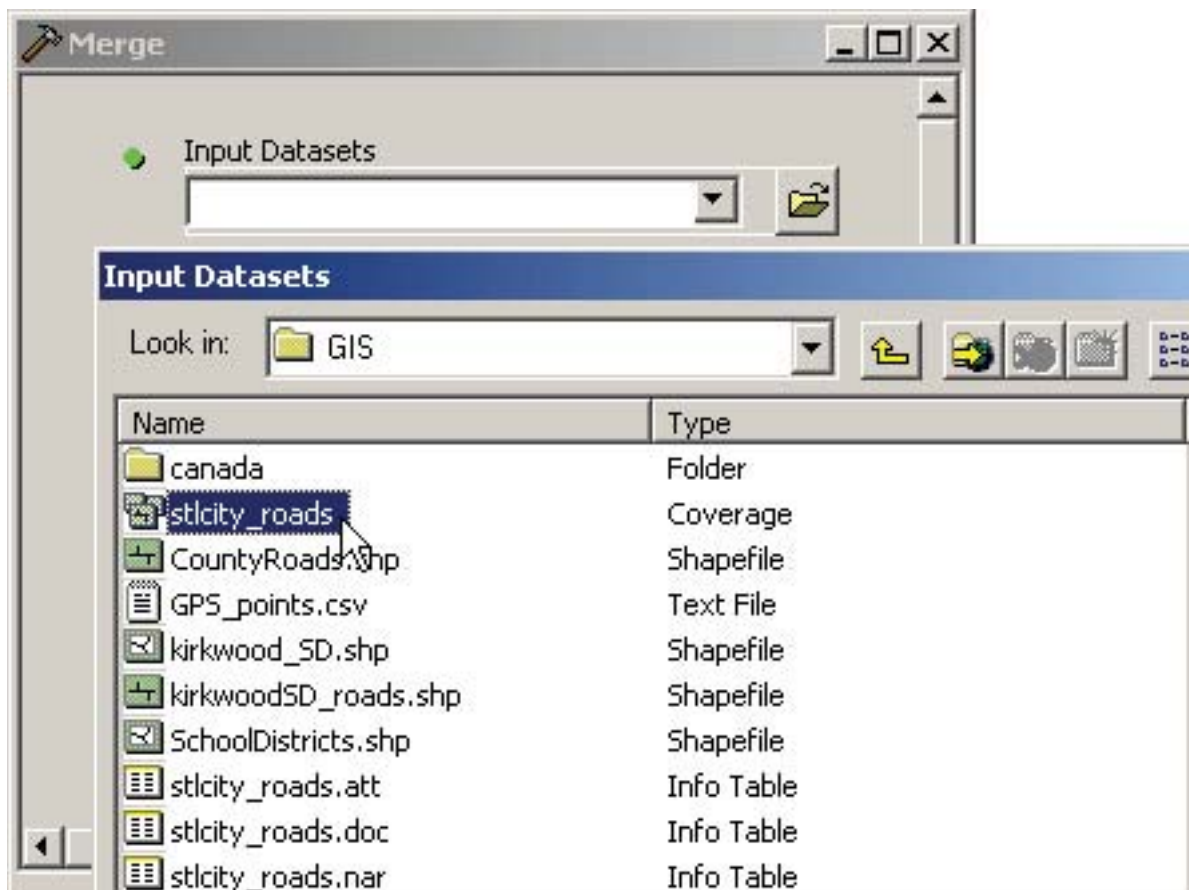 Merge
Input Datasets
Input Datasets
Look in: GIS
Name Type
canada Folder
stlcity_roads Coverage
CountyRoads.shp Shapefile
GPS_points.csv Text File
kirkwood_SD.shp Shapefile
kirkwoodSD_roads.shp Shapefile
SchoolDistricts.shp Shapefile
stlcity_roads.att Info Table
stlcity_roads.doc Info Table
stlcity_roads.nar Info Table